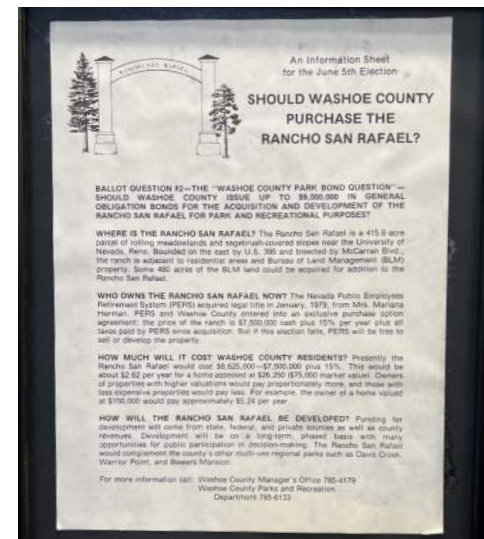 RANCHO SAN RAFAEL
An Information Sheet
for the June 5th Election
SHOULD WASHOE COUNTY
PURCHASE THE
RANCHO SAN RAFAEL?
BALLOT QUESTION #2—THE "WASHOE COUNTY PARK BOND QUESTION"—
SHOULD WASHOE COUNTY ISSUE UP TO $9,000,000 IN GENERAL
OBLIGATION BONDS FOR THE ACQUISITION AND DEVELOPMENT OF THE
RANCHO SAN RAFAEL FOR PARK AND RECREATIONAL PURPOSES?
WHERE IS THE RANCHO SAN RAFAEL? The Rancho San Rafael is a 415.8-acre
parcel of rolling meadowlands and sagebrush-covered slopes near the University of
Nevada, Reno. Bounded on the east by U.S. 395 and bisected by McCarran Blvd.,
the ranch is adjacent to residential areas and Bureau of Land Management (BLM)
property. Some 480 acres of the BLM land could be acquired for addition to the
Rancho San Rafael.
WHO OWNS THE RANCHO SAN RAFAEL NOW? The Nevada Public Employees
Retirement System (PERS) acquired legal title in January, 1979, from Mrs. Mariana
Herman. PERS and Washoe County entered into an exclusive purchase option
agreement: the price of the ranch is $7,500,000 cash plus 15% per year plus all
taxes paid by PERS since acquisition. But if this election fails, PERS will be free to
sell or develop the property.
HOW MUCH WILL IT COST WASHOE COUNTY RESIDENTS? Presently the
Rancho San Rafael would cost $8,625,000—$7,500,000 plus 15%. This would be
about $2.62 per year for a home assessed at $26,250 ($75,000 market value). Owners
of properties with higher valuations would pay proportionately more, and those with
less expensive properties would pay less. For example, the owner of a home valued
at $150,000 would pay approximately $5.24 per year.
HOW WILL THE RANCHO SAN RAFAEL BE DEVELOPED? Funding for
development will come from state, federal, and private sources as well as county
revenues. Development will be on a long-term, phased basis with many
opportunities for public participation in decision-making. The Rancho San Rafael
would complement the county's other multi-use regional parks such as Davis Creek,
Warrior Point, and Bowers Mansion.
For more information call: Washoe County Manager's Office 785-4179
Washoe County Parks and Recreation
Department 785-6133